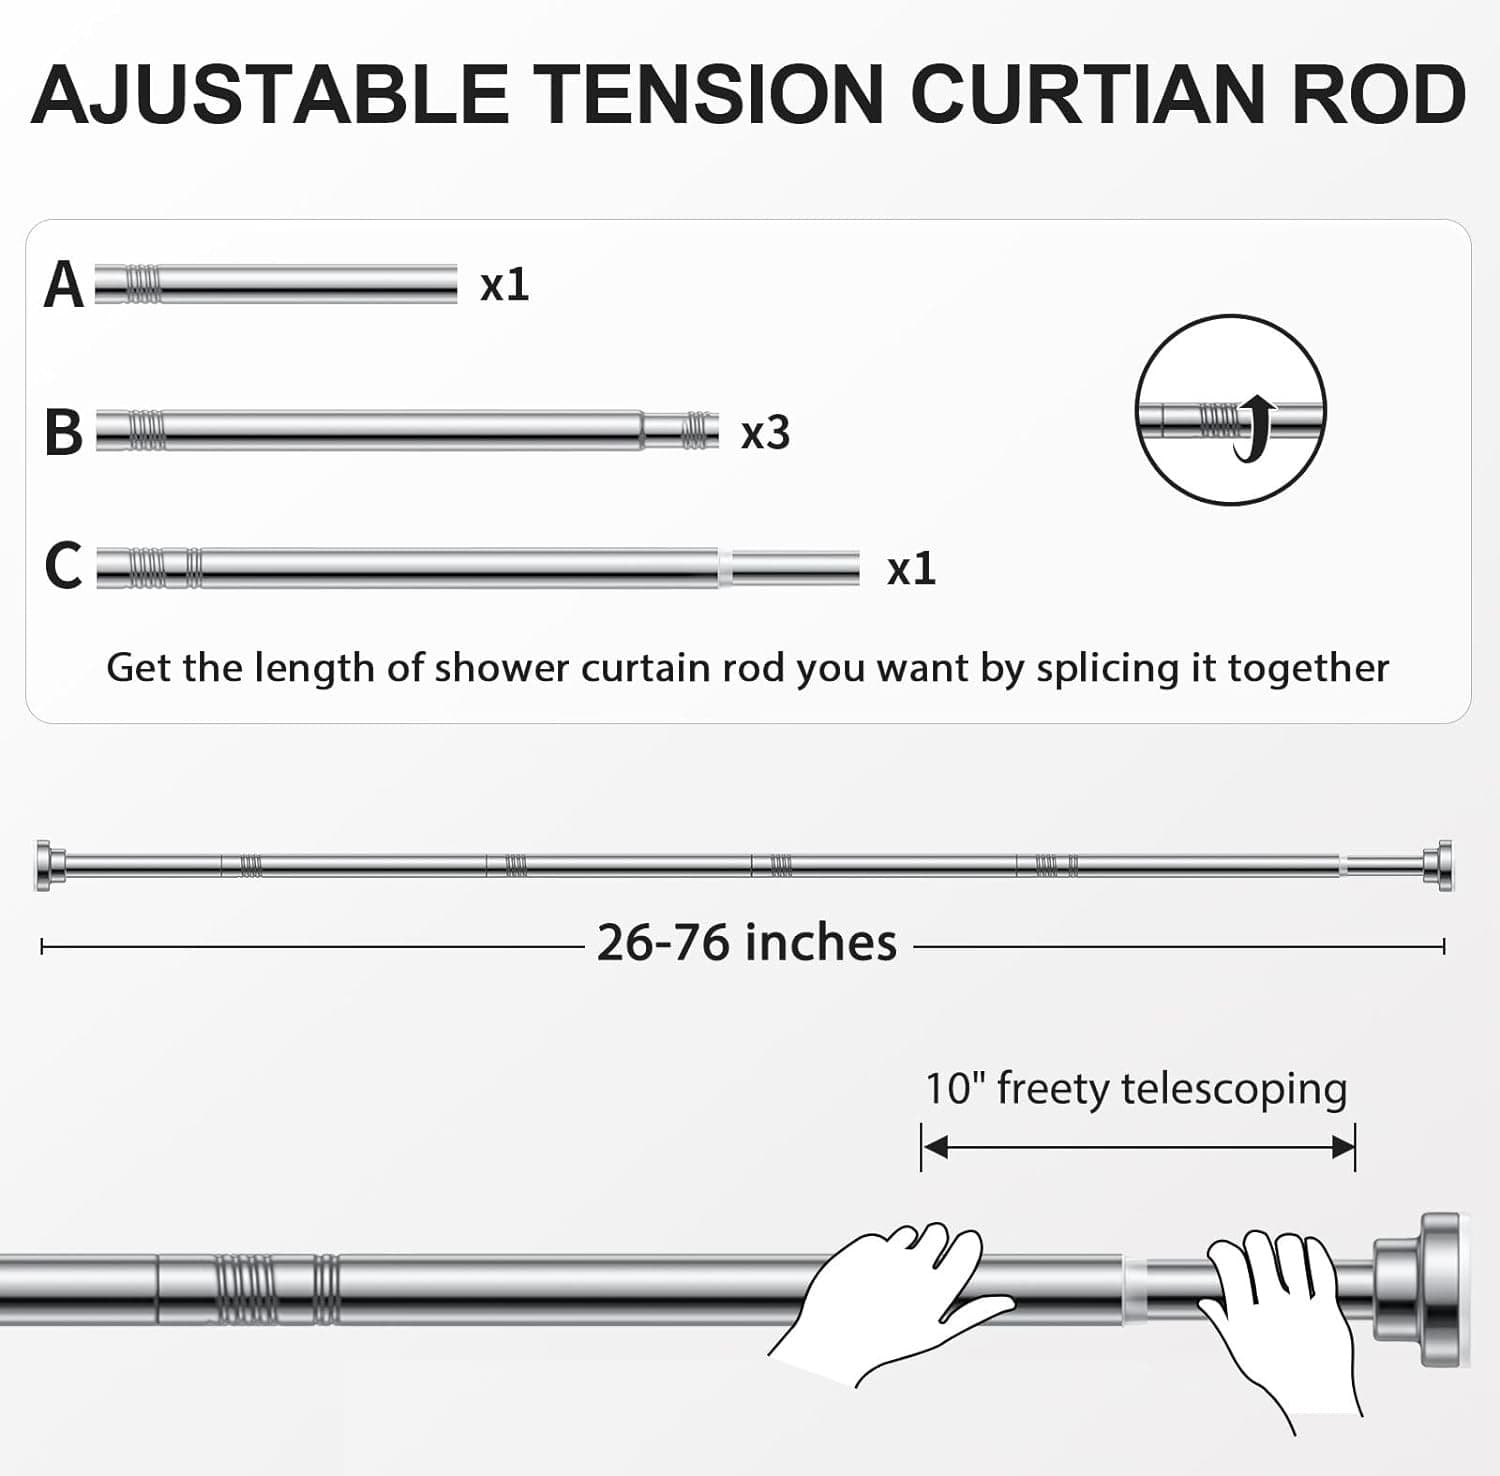 AJUSTABLE TENSION CURTIAN ROD
A x1
B x3
C x1
Get the length of shower curtain rod you want by splicing it together
26-76 inches
10" freety telescoping